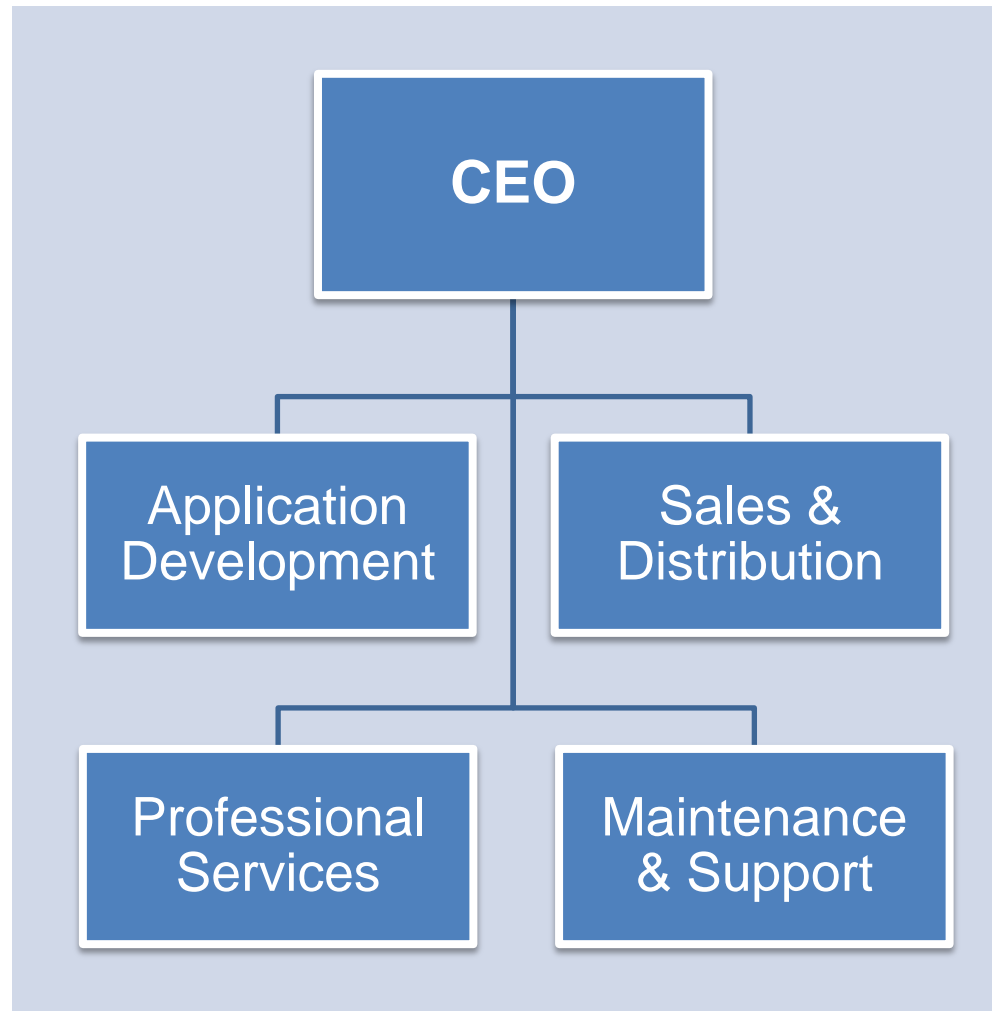 CEO
Application
Development
Sales &
Distribution
Professional
Services
Maintenance
& Support